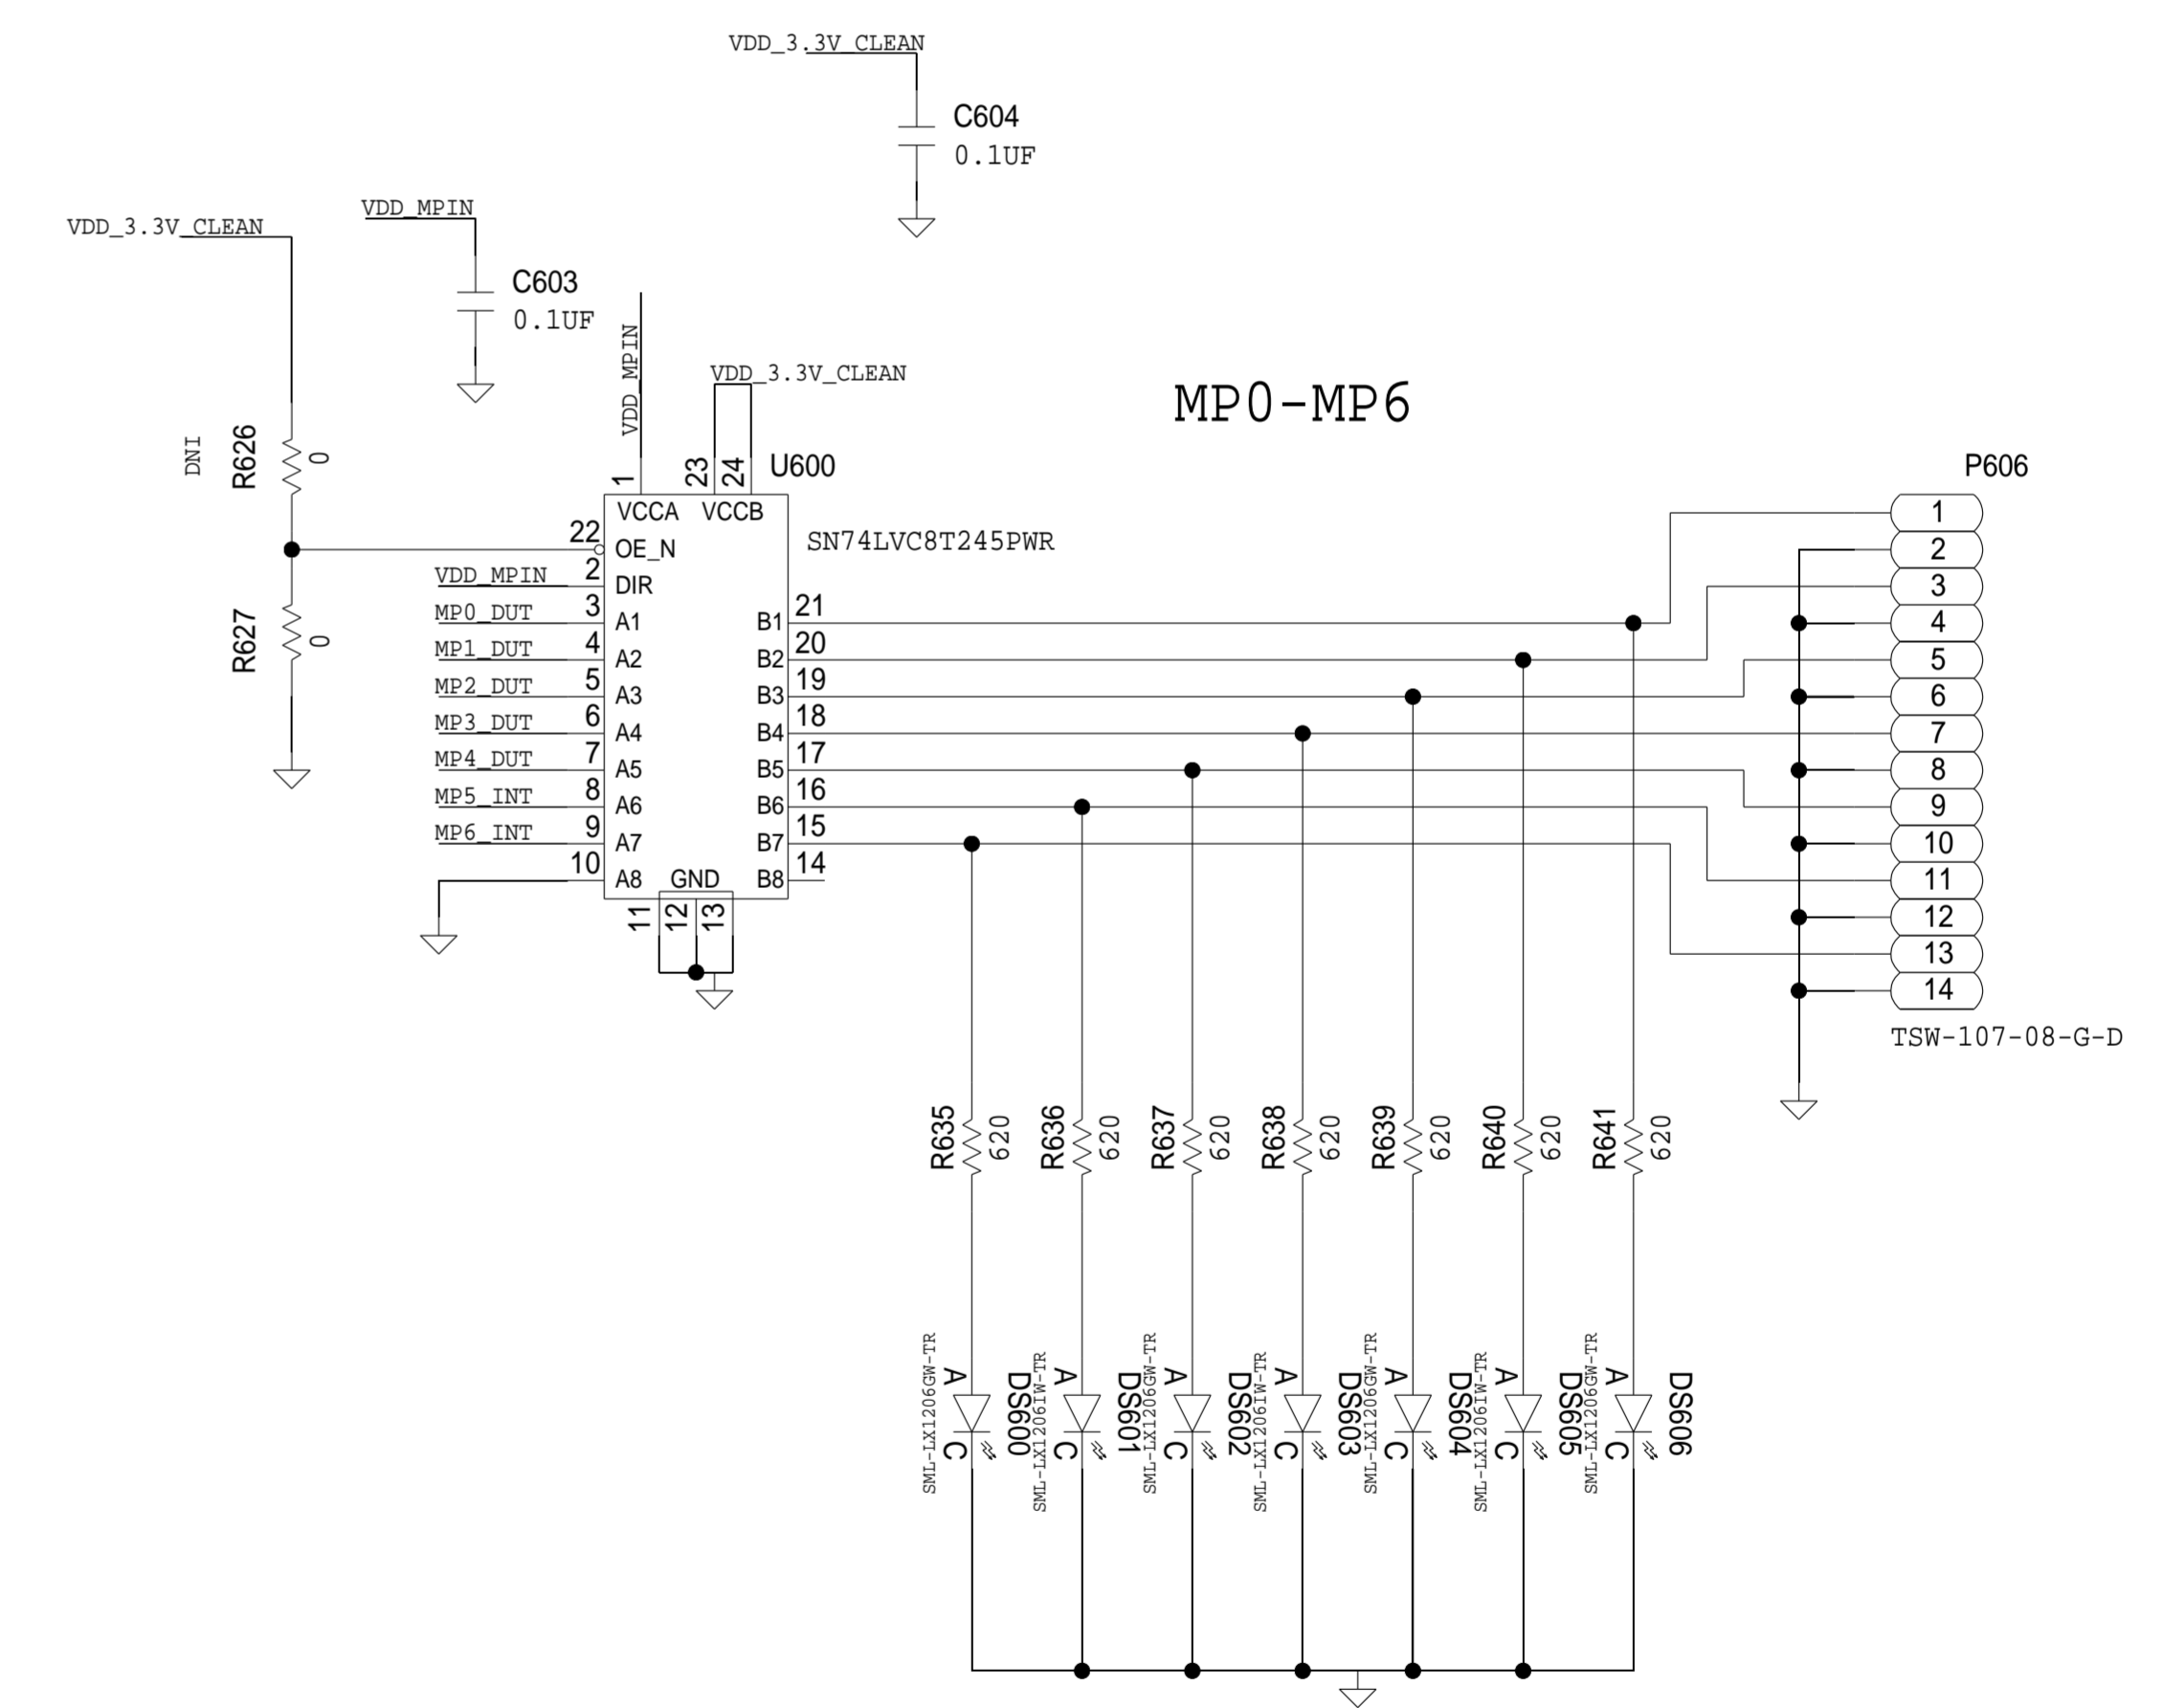 VDD_3.3V_CLEAN
C604
0.1UF
VDD_MPIN
VDD_3.3V_CLEAN
C603
0.1UF
VDD_MPIN
VDD_3.3V_CLEAN
MP0-MP6
DNI
R626
0
R627
0
1
23
24
U600
P606
VCCA
VCCB
SN74LVC8T245PWR
22
OE_N
VDD_MPIN
2
DIR
MP0_DUT
3
A1
B1
21
MP1_DUT
4
A2
B2
20
MP2_DUT
5
A3
B3
19
MP3_DUT
6
A4
B4
18
MP4_DUT
7
A5
B5
17
MP5_INT
8
A6
B6
16
MP6_INT
9
A7
B7
15
10
A8
GND
B8
14
11
12
13
1
2
3
4
5
6
7
8
9
10
11
12
13
14
TSW-107-08-G-D
R635
620
R636
620
R637
620
R638
620
R639
620
R640
620
R641
620
SML-LX1206GW-TR
A
C
DS600
SML-LX1206IW-TR
A
C
DS601
SML-LX1206GW-TR
A
C
DS602
SML-LX1206IW-TR
A
C
DS603
SML-LX1206GW-TR
A
C
DS604
SML-LX1206IW-TR
A
C
DS605
SML-LX1206GW-TR
A
C
DS606